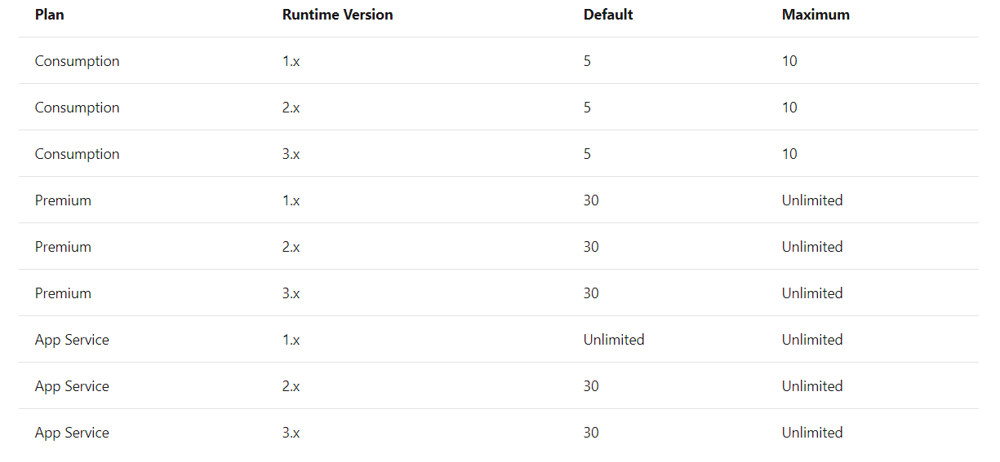 Plan Runtime Version Default Maximum
Consumption 1.x 5 10
Consumption 2.x 5 10
Consumption 3.x 5 10
Premium 1.x 30 Unlimited
Premium 2.x 30 Unlimited
Premium 3.x 30 Unlimited
App Service 1.x Unlimited Unlimited
App Service 2.x 30 Unlimited
App Service 3.x 30 Unlimited